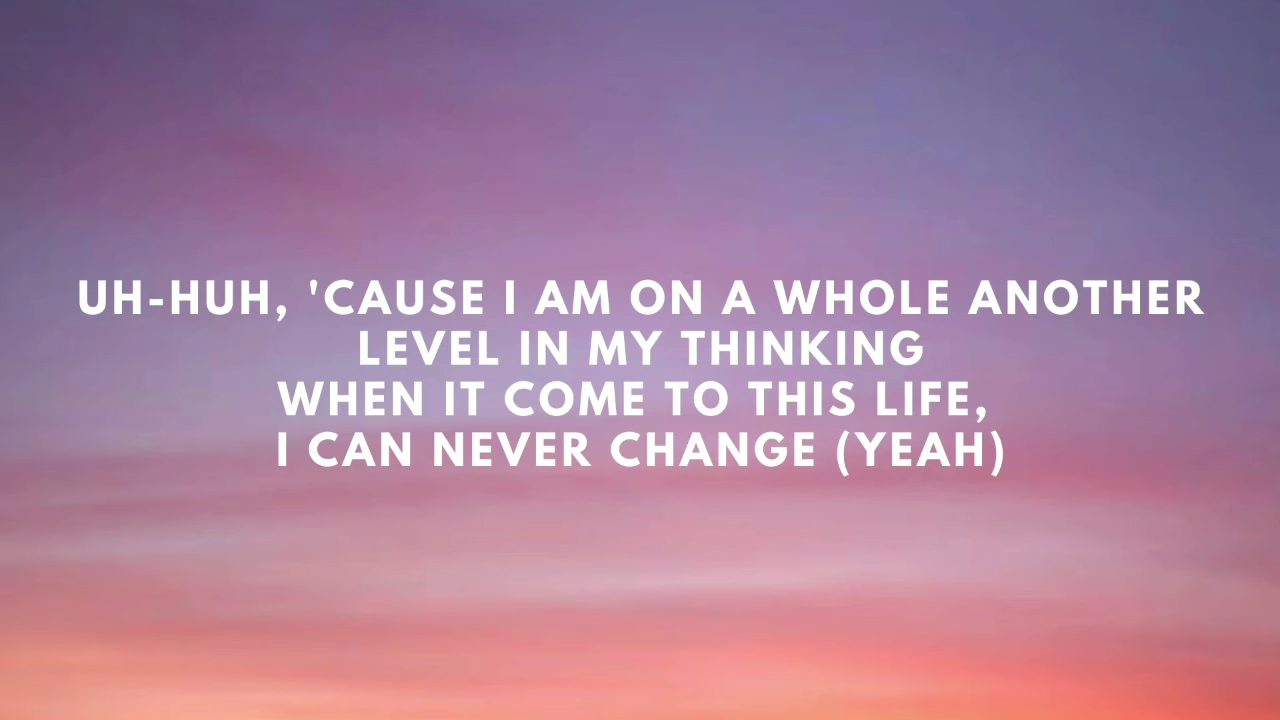 UH-HUH, 'CAUSE I AM ON A WHOLE ANOTHER
LEVEL IN MY THINKING
WHEN IT COME TO THIS LIFE,
I CAN NEVER CHANGE (YEAH)